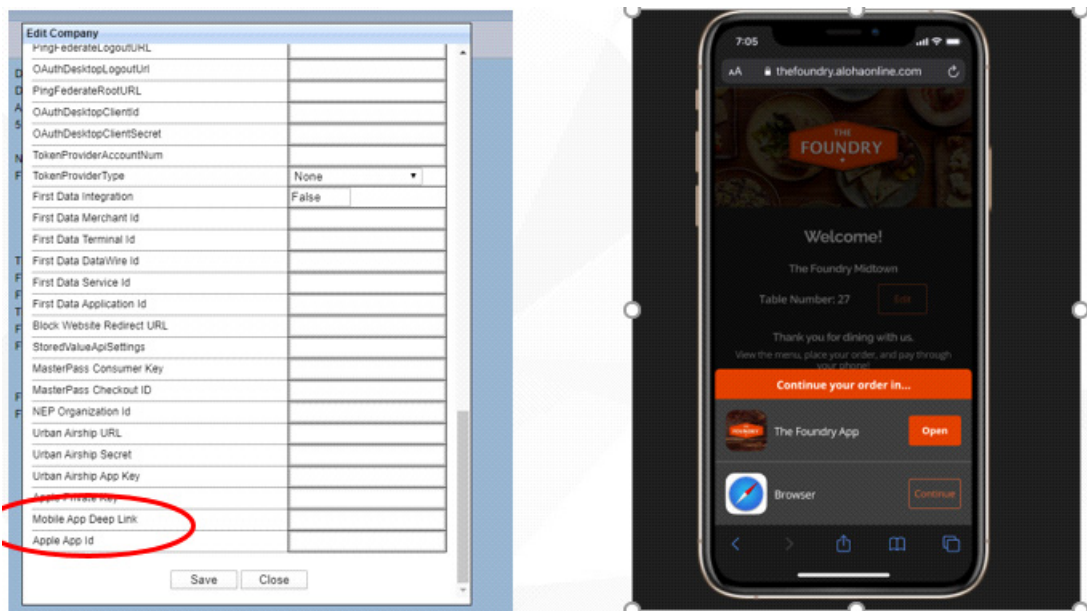 Edit Company
PingFederateLogoutURL
OAuthDesktopLogoutUrl
PingFederateRootURL
OAuthDesktopClientId
OAuthDesktopClientSecret
TokenProviderAccountNum
TokenProviderType None
First Data Integration False
First Data Merchant Id
First Data Terminal Id
First Data DataWire Id
First Data Service Id
First Data Application Id
Block Website Redirect URL
StoredValueApiSettings
MasterPass Consumer Key
MasterPass Checkout ID
NEP Organization Id
Urban Airship URL
Urban Airship Secret
Urban Airship App Key
Apple Private Key
Mobile App Deep Link
Apple App Id
Save Close
7:05
AA thefoundry.alohaonline.com
THE
FOUNDRY
Welcome!
The Foundry Midtown
Table Number: 27 Edit
Thank you for dining with us.
View the menu, place your order, and pay through
your phone!
Continue your order in...
FOUNDRY The Foundry App Open
Browser Continue